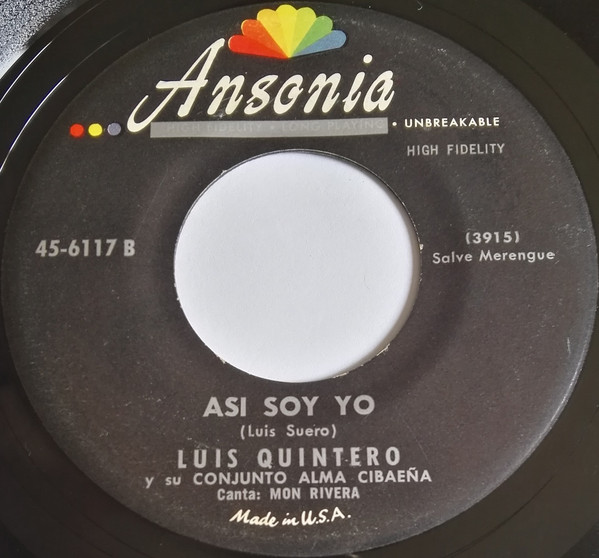 Ansonia
HIGH FIDELITY • LONG PLAYING • UNBREAKABLE
HIGH FIDELITY
45-6117 B
(3915)
Salve Merengue
ASI SOY YO
(Luis Suero)
LUIS QUINTERO
y su CONJUNTO ALMA CIBAEÑA
Canta: MON RIVERA
Made in U.S.A.